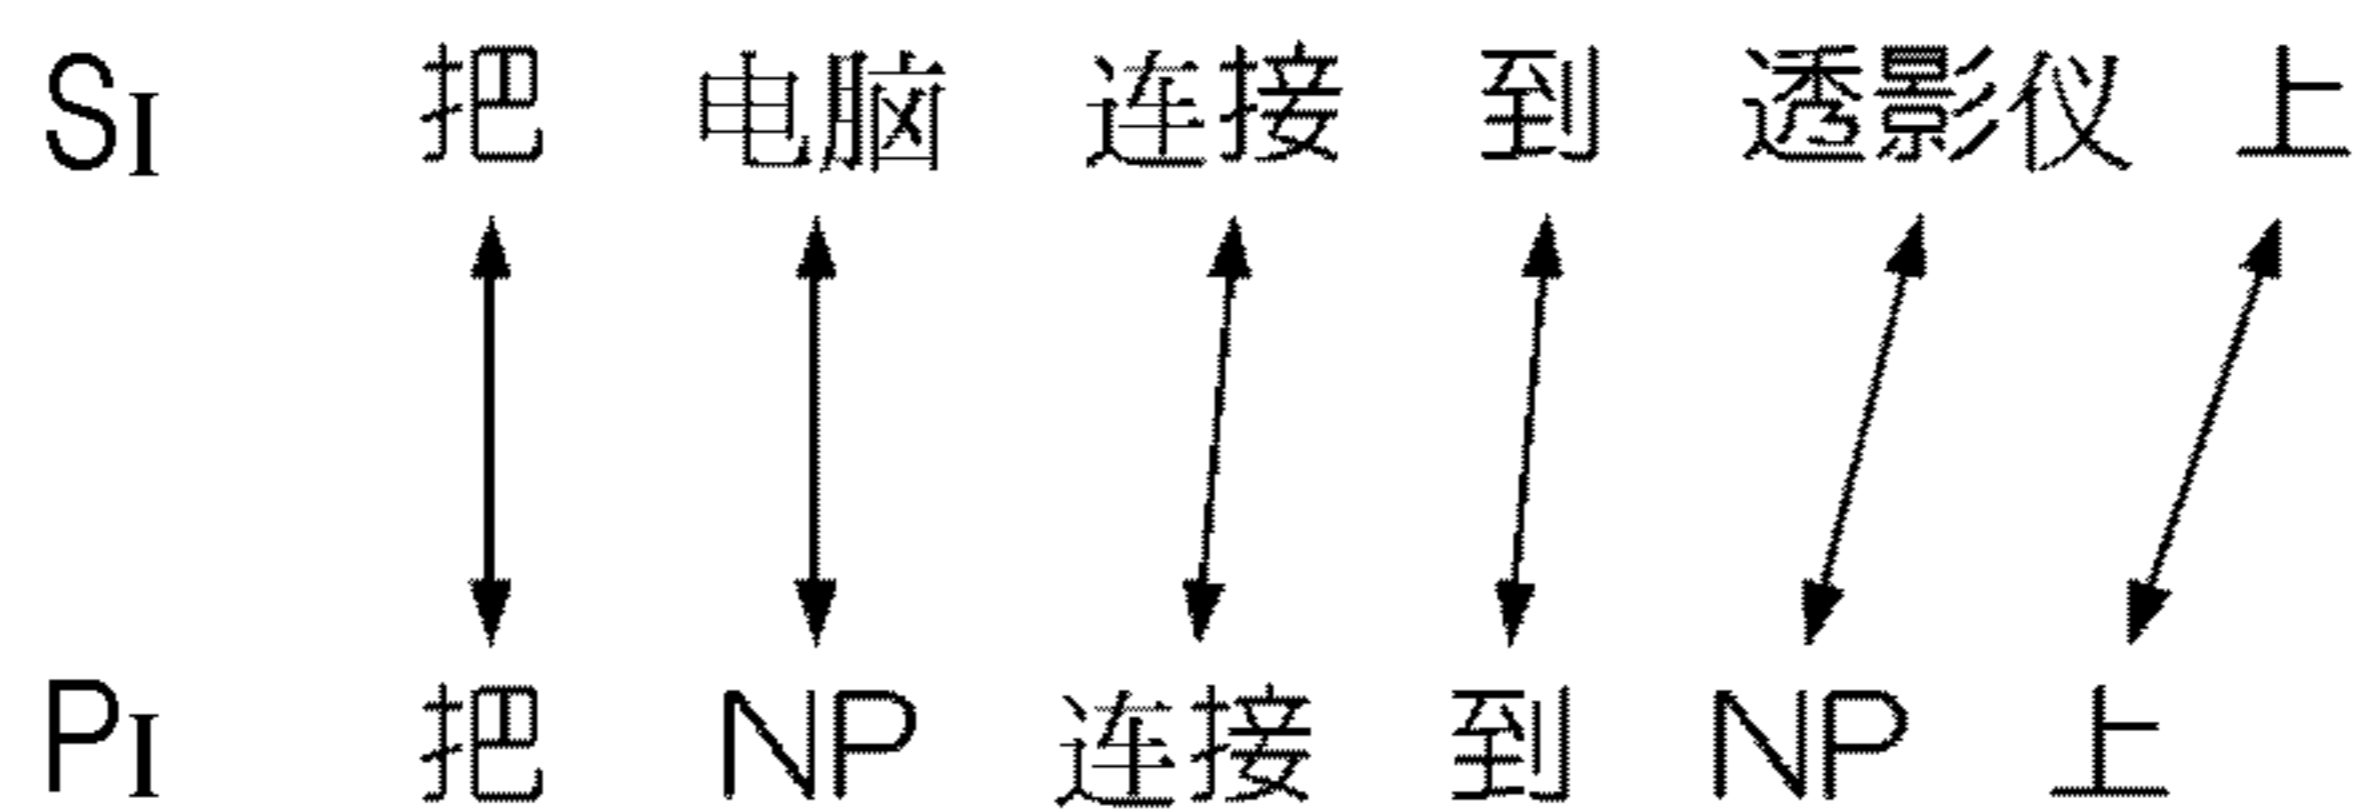 SI 把 电脑 连接 到 透影仪 上
PI 把 NP 连接 到 NP 上